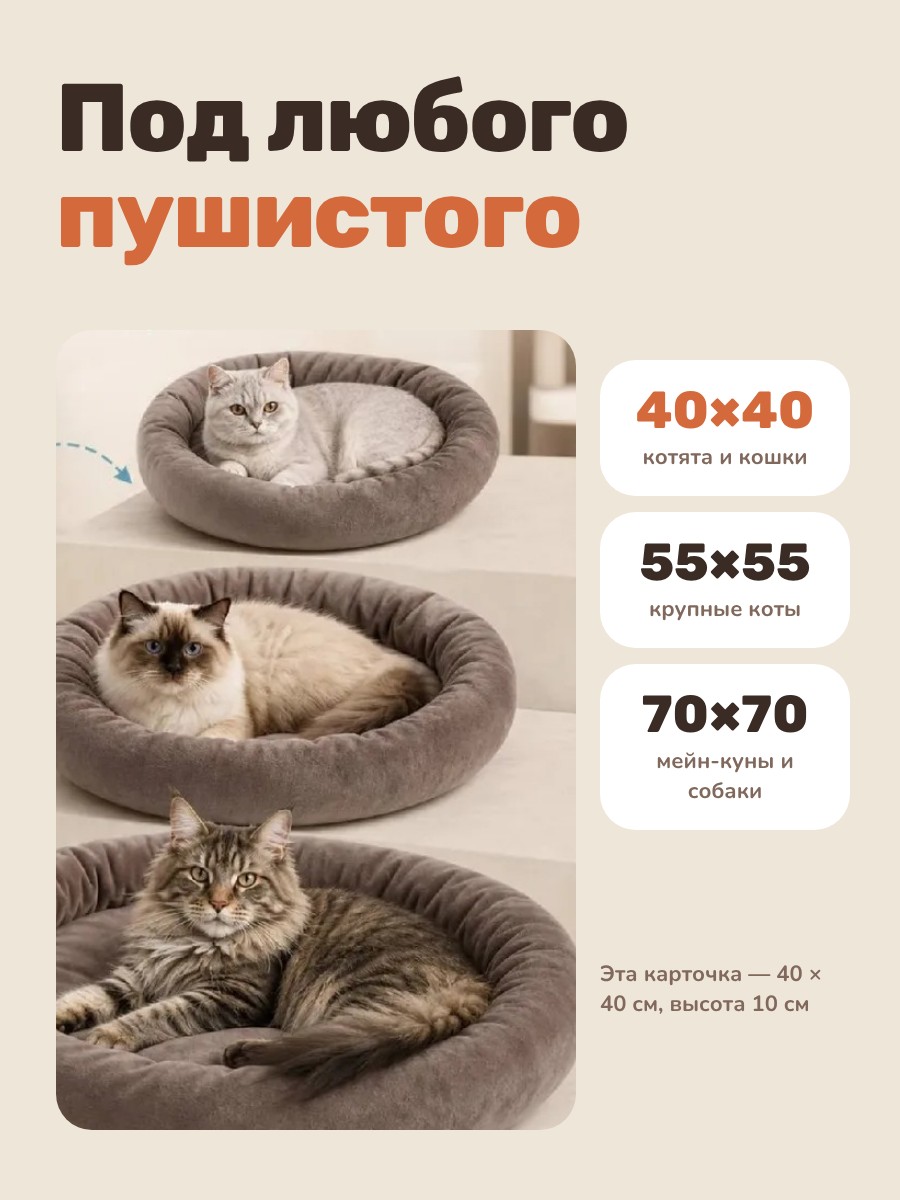 Под любого
пушистого
40×40
котята и кошки
55×55
крупные коты
70×70
мейн-куны и
собаки
Эта карточка — 40 ×
40 см, высота 10 см